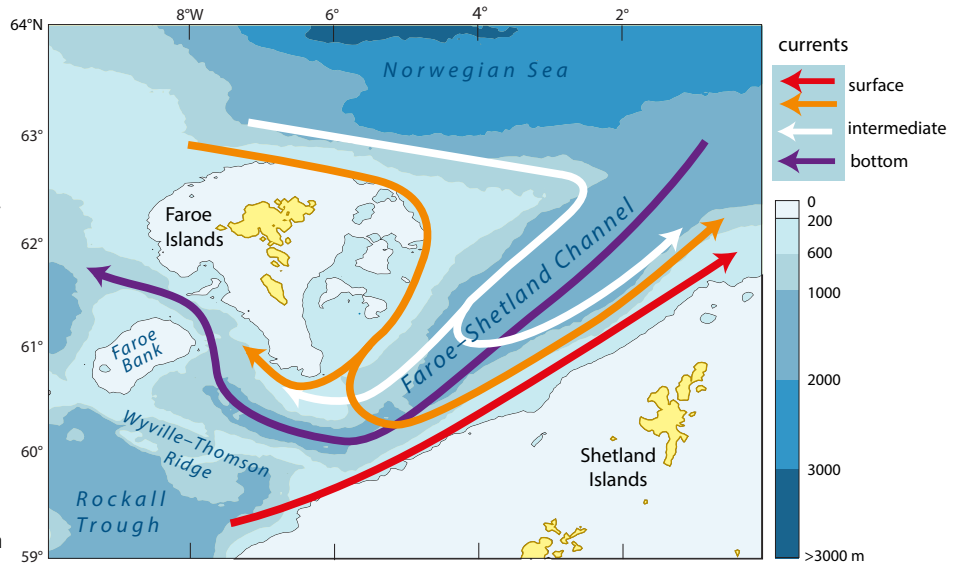 64°N
8°W
6°
4°
2°
63°
62°
61°
60°
59°
Norwegian Sea
Faroe
Islands
Faroe–Shetland Channel
Faroe
Bank
Wyville–Thomson
Ridge
Rockall
Trough
Shetland
Islands
currents
surface
intermediate
bottom
0
200
600
1000
2000
3000
>3000 m